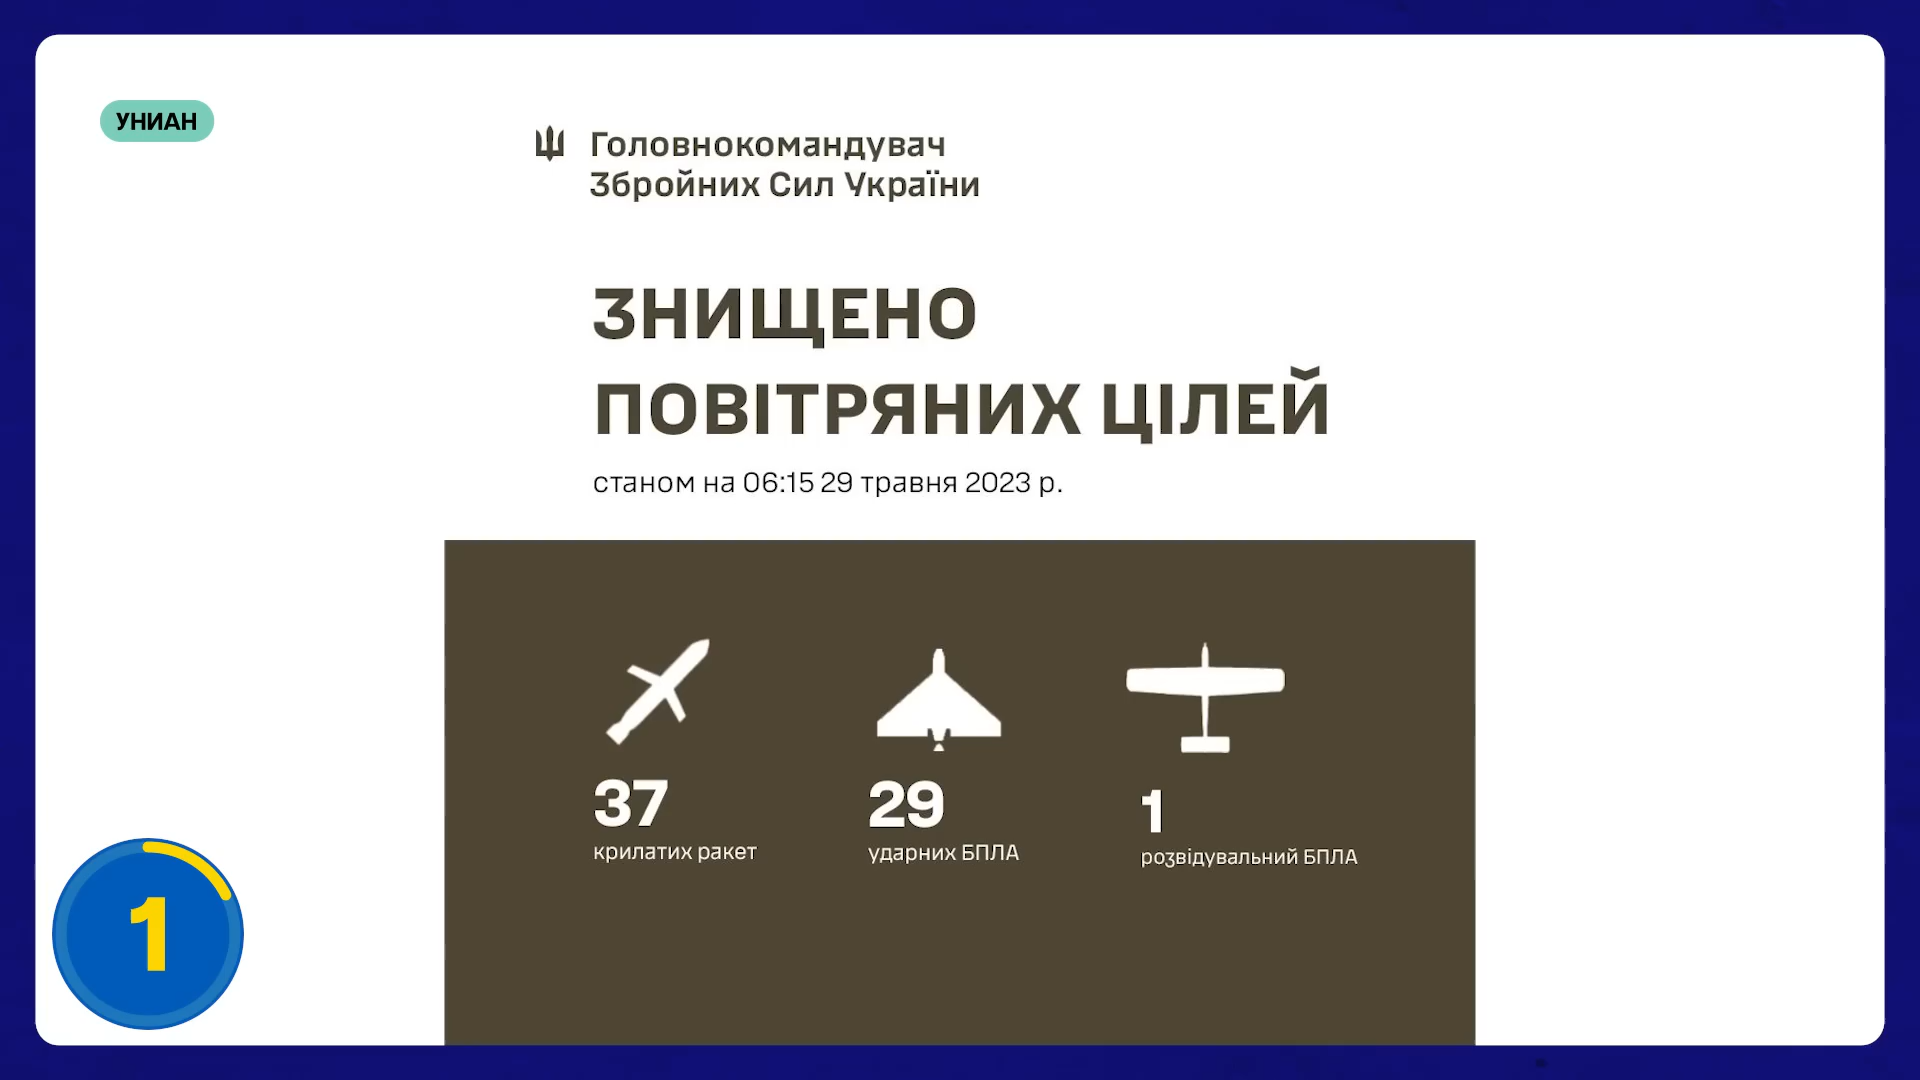 УНИАН
Головнокомандувач
Збройних Сил України
ЗНИЩЕНО
ПОВІТРЯНИХ ЦІЛЕЙ
станом на 06:15 29 травня 2023 р.
37
крилатих ракет
29
ударних БПЛА
1
розвідувальний БПЛА
1